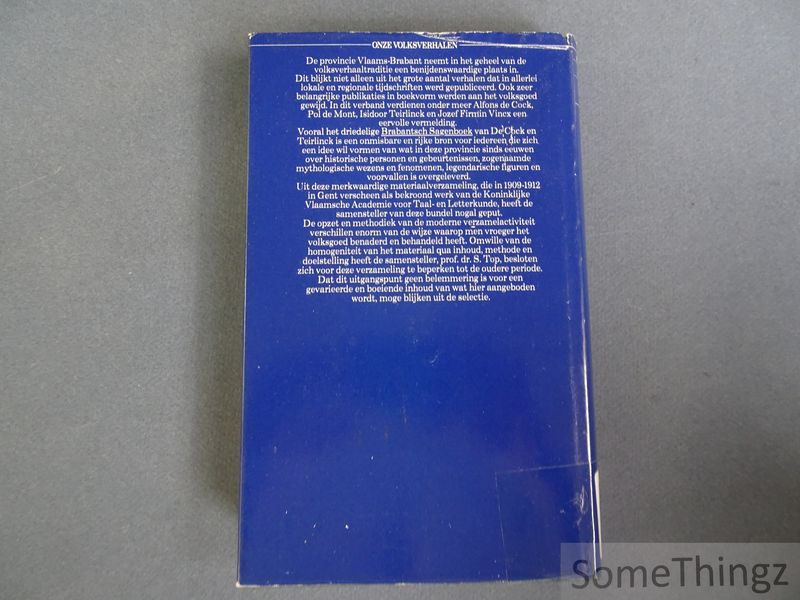 ONZE VOLKSVERHALEN
De provincie Vlaams-Brabant neemt in het geheel van de
volksverhaaltraditie een benijdenswaardige plaats in.
Dit blijkt niet alleen uit het grote aantal verhalen dat in allerlei
lokale en regionale tijdschriften werd gepubliceerd. Ook zeer
belangrijke publikaties in boekvorm werden aan het volksgoed
gewijd. In dit verband verdienen onder meer Alfons de Cock,
Pol de Mont, Isidoor Teirlinck en Jozef Firmin Vincx een
eervolle vermelding.
Vooral het driedelige Brabantsch Sagenboek van De Cock en
Teirlinck is een onmisbare en rijke bron voor iedereen die zich
een idee wil vormen van wat in deze provincie sinds eeuwen
over historische personen en gebeurtenissen, zogenaamde
mythologische wezens en fenomenen, legendarische figuren en
voorvallen is overgeleverd.
Uit deze merkwaardige materiaalverzameling, die in 1909-1912
in Gent verscheen als bekroond werk van de Koninklijke
Vlaamsche Academie voor Taal- en Letterkunde, heeft de
samensteller van deze bundel nogal geput.
De opzet en methodiek van de moderne verzamelactiviteit
verschillen enorm van de wijze waarop men vroeger het
volksgoed benaderd en behandeld heeft. Omwille van de
homogeniteit van het materiaal qua inhoud, methode en
doelstelling heeft de samensteller, prof. dr. S. Top, besloten
zich voor deze verzameling te beperken tot de oudere periode.
Dat dit uitgangspunt geen belemmering is voor een
gevarieerde en boeiende inhoud van wat hier aangeboden
wordt, moge blijken uit de selectie.
SomeThingz